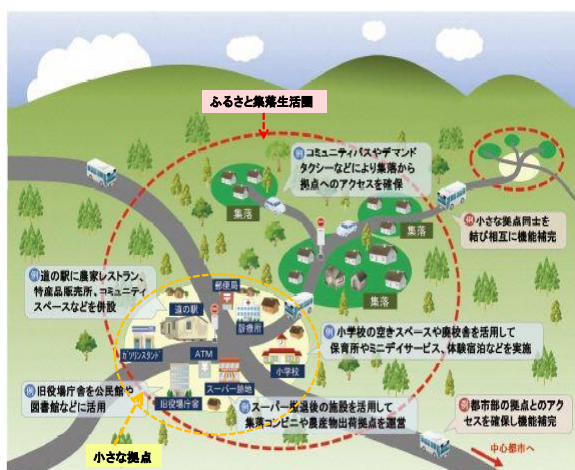 ふるさと集落生活圏
例 コミュニティバスやデマンド
タクシーなどにより集落から
拠点へのアクセスを確保
集落
集落
集落
例 小さな拠点同士を
結び相互に機能補完
例 道の駅に農家レストラン、
特産品販売所、コミュニティ
スペースなどを併設
郵便局
道の駅
診療所
ガソリンスタンド
ATM
小学校
スーパー跡地
旧役場庁舎
例 小学校の空きスペースや廃校舎を活用して
保育所やミニデイサービス、体験宿泊などを実施
例 旧役場庁舎を公民館や
図書館などに活用
例 スーパー撤退後の施設を活用して
集落コンビニや農産物出荷拠点を運営
例 都市部の拠点とのアク
セスを確保し機能補完
小さな拠点
中心都市へ